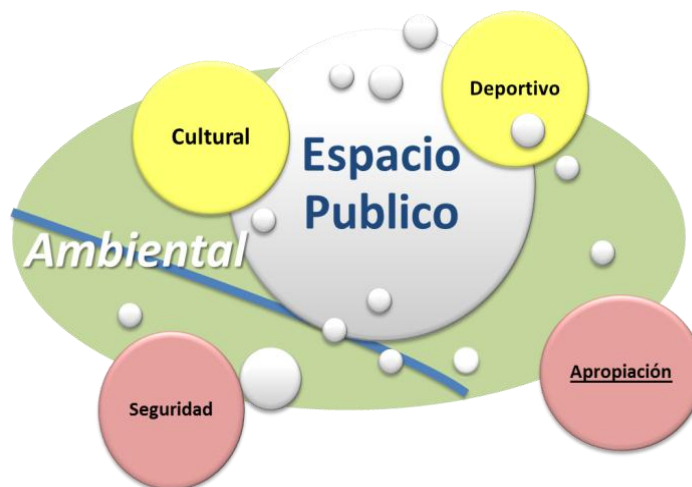 Deportivo
Cultural
Espacio
Publico
Ambiental
Apropiación
Seguridad